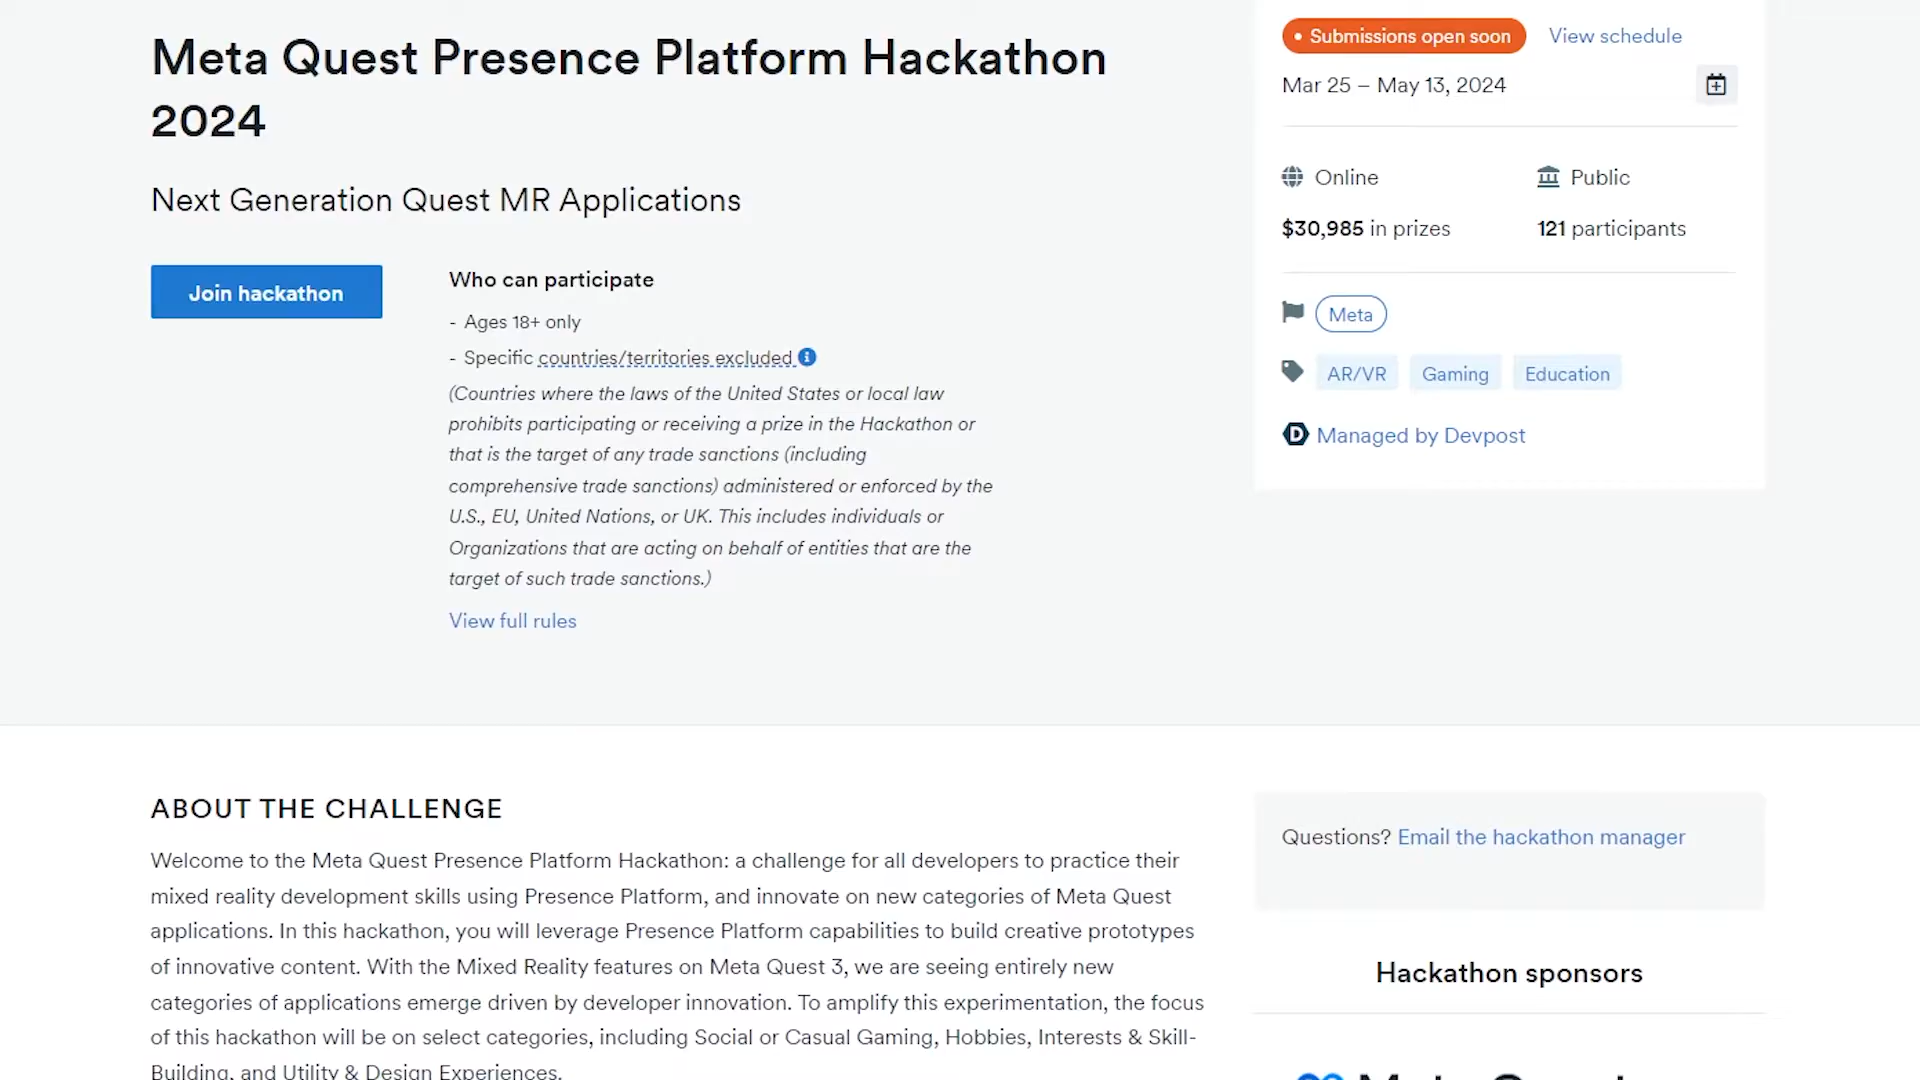 Meta Quest Presence Platform Hackathon
2024
Next Generation Quest MR Applications
Join hackathon
Who can participate
- Ages 18+ only
- Specific countries/territories excluded
(Countries where the laws of the United States or local law
prohibits participating or receiving a prize in the Hackathon or
that is the target of any trade sanctions (including
comprehensive trade sanctions) administered or enforced by the
U.S., EU, United Nations, or UK. This includes individuals or
Organizations that are acting on behalf of entities that are the
target of such trade sanctions.)
View full rules
Submissions open soon View schedule
Mar 25 – May 13, 2024
Online Public
$30,985 in prizes 121 participants
Meta
AR/VR Gaming Education
Managed by Devpost
ABOUT THE CHALLENGE
Welcome to the Meta Quest Presence Platform Hackathon: a challenge for all developers to practice their
mixed reality development skills using Presence Platform, and innovate on new categories of Meta Quest
applications. In this hackathon, you will leverage Presence Platform capabilities to build creative prototypes
of innovative content. With the Mixed Reality features on Meta Quest 3, we are seeing entirely new
categories of applications emerge driven by developer innovation. To amplify this experimentation, the focus
of this hackathon will be on select categories, including Social or Casual Gaming, Hobbies, Interests & Skill-
Building, and Utility & Design Experiences.
Questions? Email the hackathon manager
Hackathon sponsors